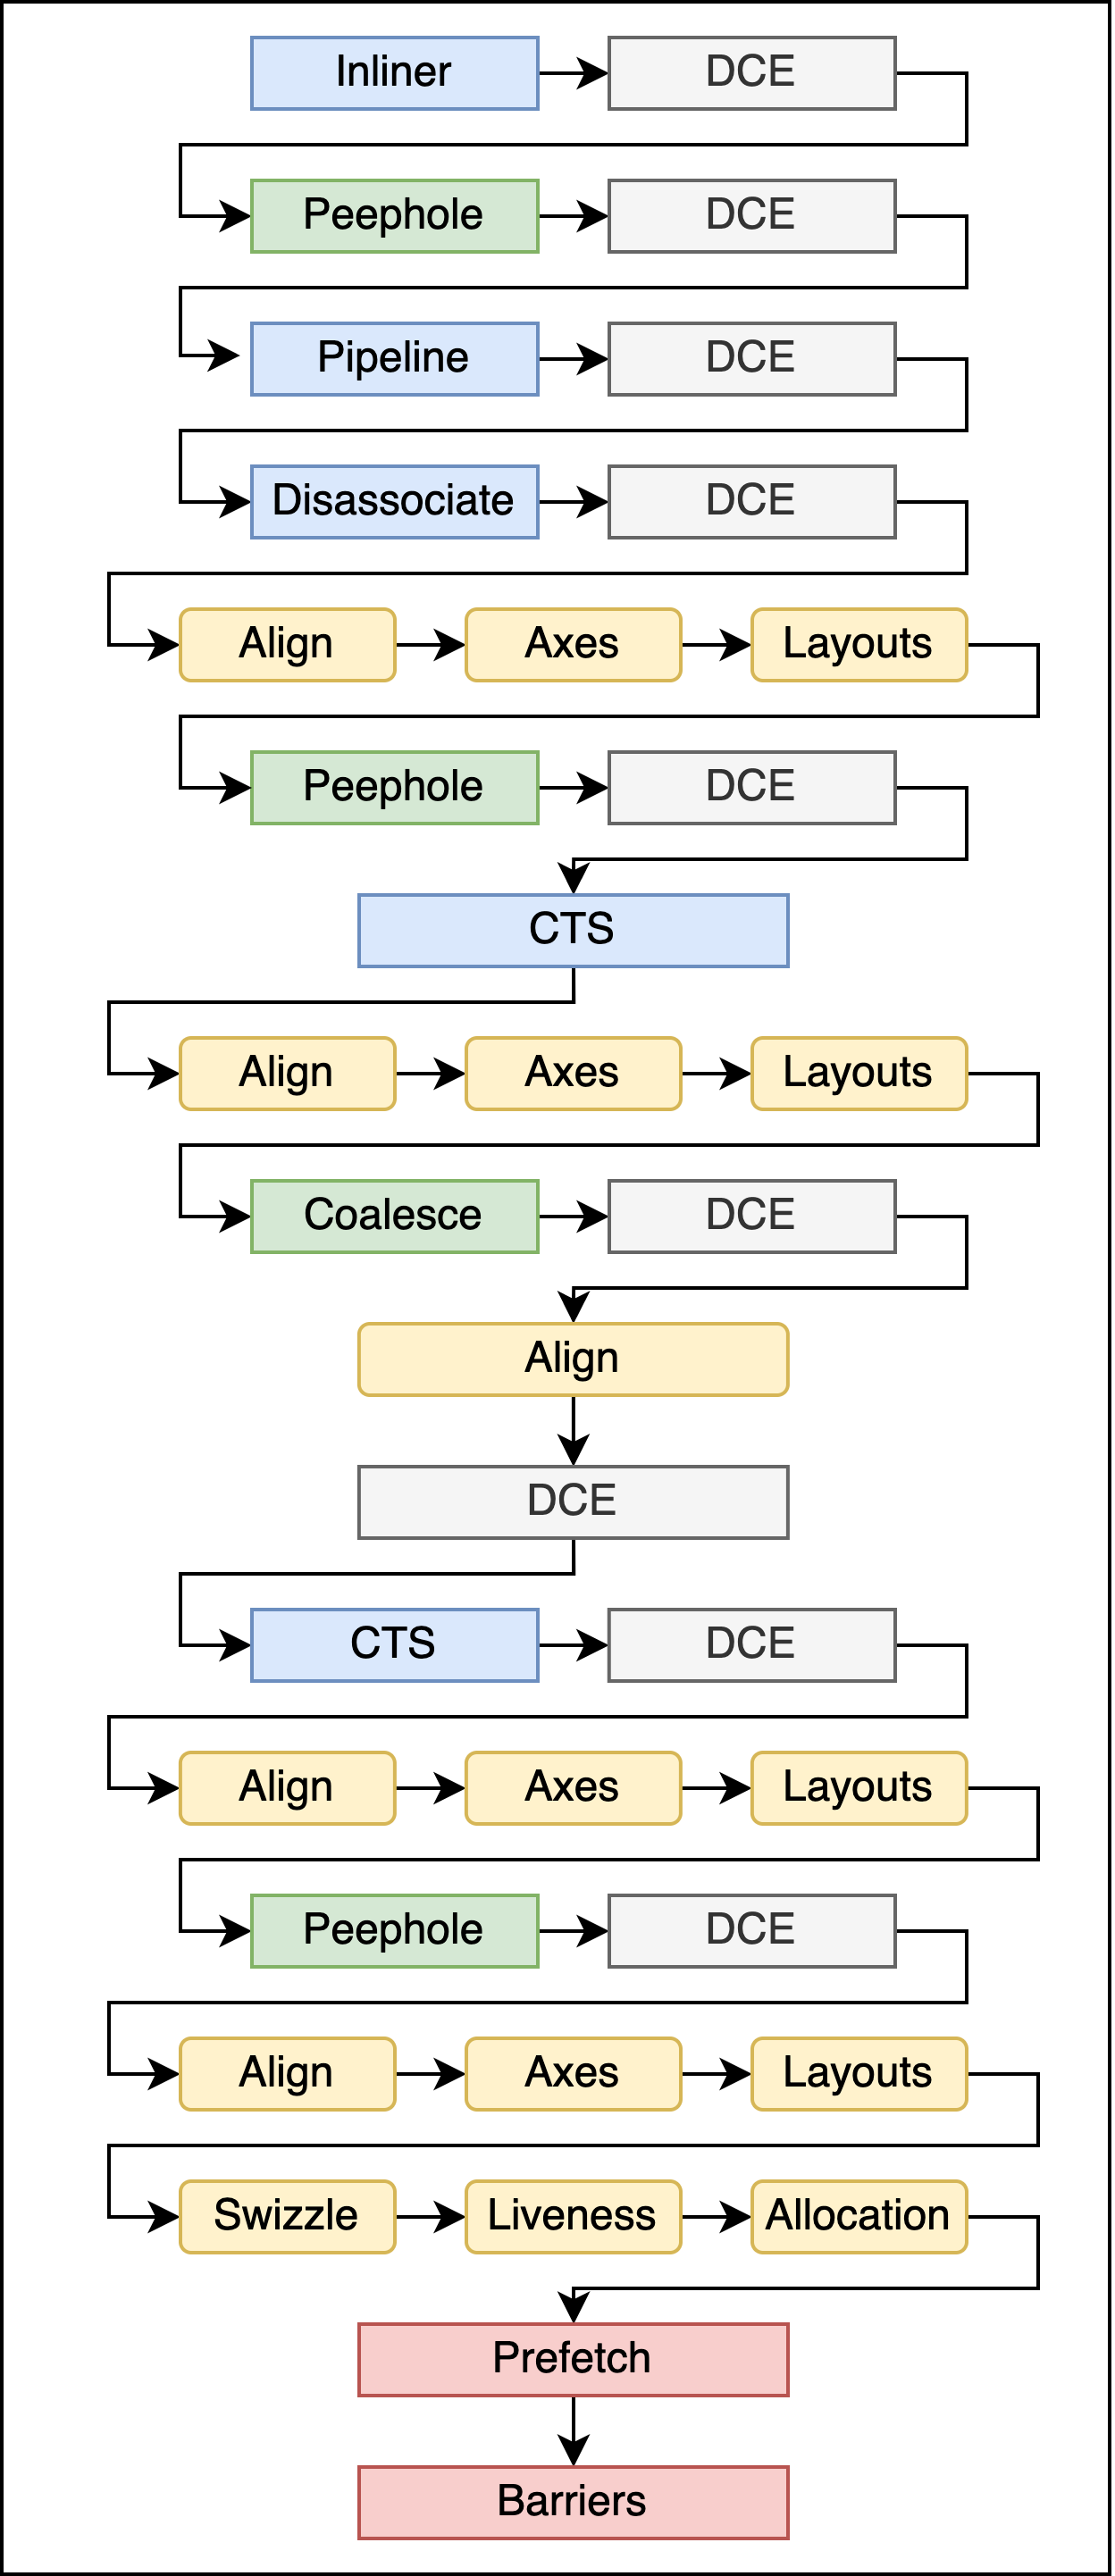 Inliner DCE
Peephole DCE
Pipeline DCE
Disassociate DCE
Align Axes Layouts
Peephole DCE
CTS
Align Axes Layouts
Coalesce DCE
Align
DCE
CTS DCE
Align Axes Layouts
Peephole DCE
Align Axes Layouts
Swizzle Liveness Allocation
Prefetch
Barriers